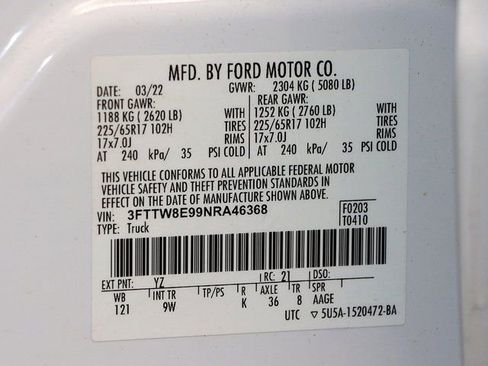 MFD. BY FORD MOTOR CO.
DATE: 03/22 GVWR: 2304 KG ( 5080 LB)
FRONT GAWR: REAR GAWR:
1188 KG ( 2620 LB) WITH 1252 KG ( 2760 LB) WITH
225/65R17 102H TIRES 225/65R17 102H TIRES
17x7.0J RIMS 17x7.0J RIMS
AT 240 kPa/ 35 PSI COLD AT 240 kPa/ 35 PSI COLD
THIS VEHICLE CONFORMS TO ALL APPLICABLE FEDERAL MOTOR
VEHICLE SAFETY AND THEFT PREVENTION STANDARDS IN
EFFECT ON THE DATE OF MANUFACTURE SHOWN ABOVE.
VIN: 3FTTW8E99NRA46368 F0203
TYPE: Truck T0410
EXT PNT: YZ RC: 21 DSO:
WB INT TR TP/PS R AXLE TR SPR
121 9W K 36 8 AAGE
UTC ▽ 5U5A-1520472-BA